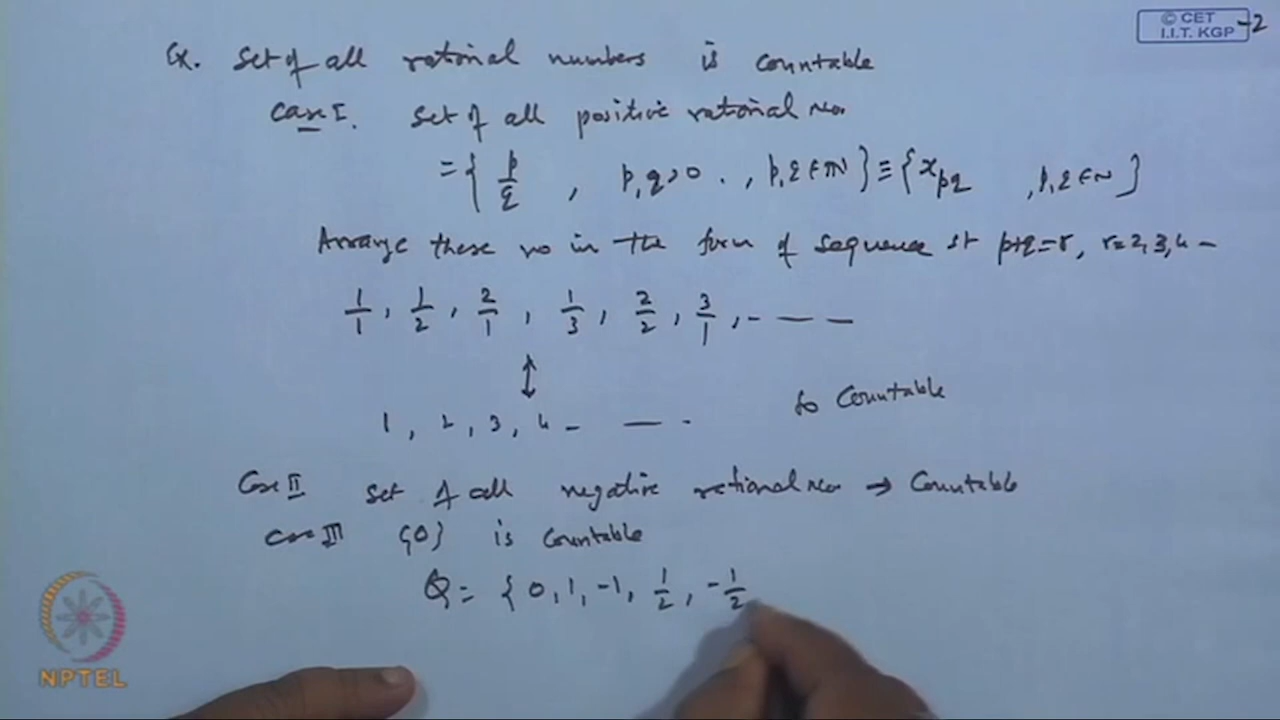 © CET
I.I.T. KGP -2
Ex. Set of all rational numbers is countable
Case I. Set of all positive rational no.
= { p/q , p,q>0 . , p,q ∈ N } ≡ { x_pq , p,q ∈ N }
Arrange these no in the form of sequence st p+q=r, r=2,3,4 –
1/1 , 1/2 , 2/1 , 1/3 , 2/2 , 3/1 , - — — —
↕
1 , 2 , 3 , 4 - — - . so Countable
Case II Set of all negative rational no → Countable
Case III {0} is countable
Q = { 0, 1, -1, 1/2 , -1/2
NPTEL